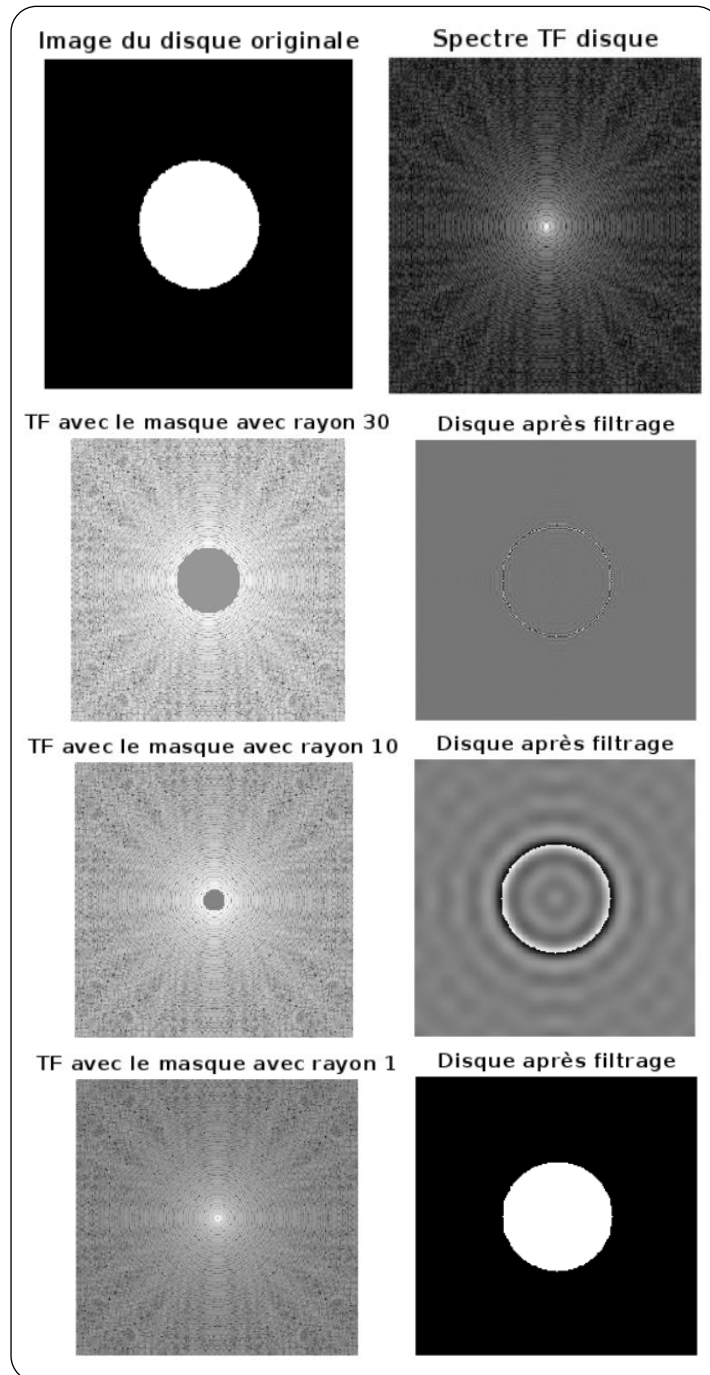 Image du disque originale
Spectre TF disque
TF avec le masque avec rayon 30
Disque après filtrage
TF avec le masque avec rayon 10
Disque après filtrage
TF avec le masque avec rayon 1
Disque après filtrage